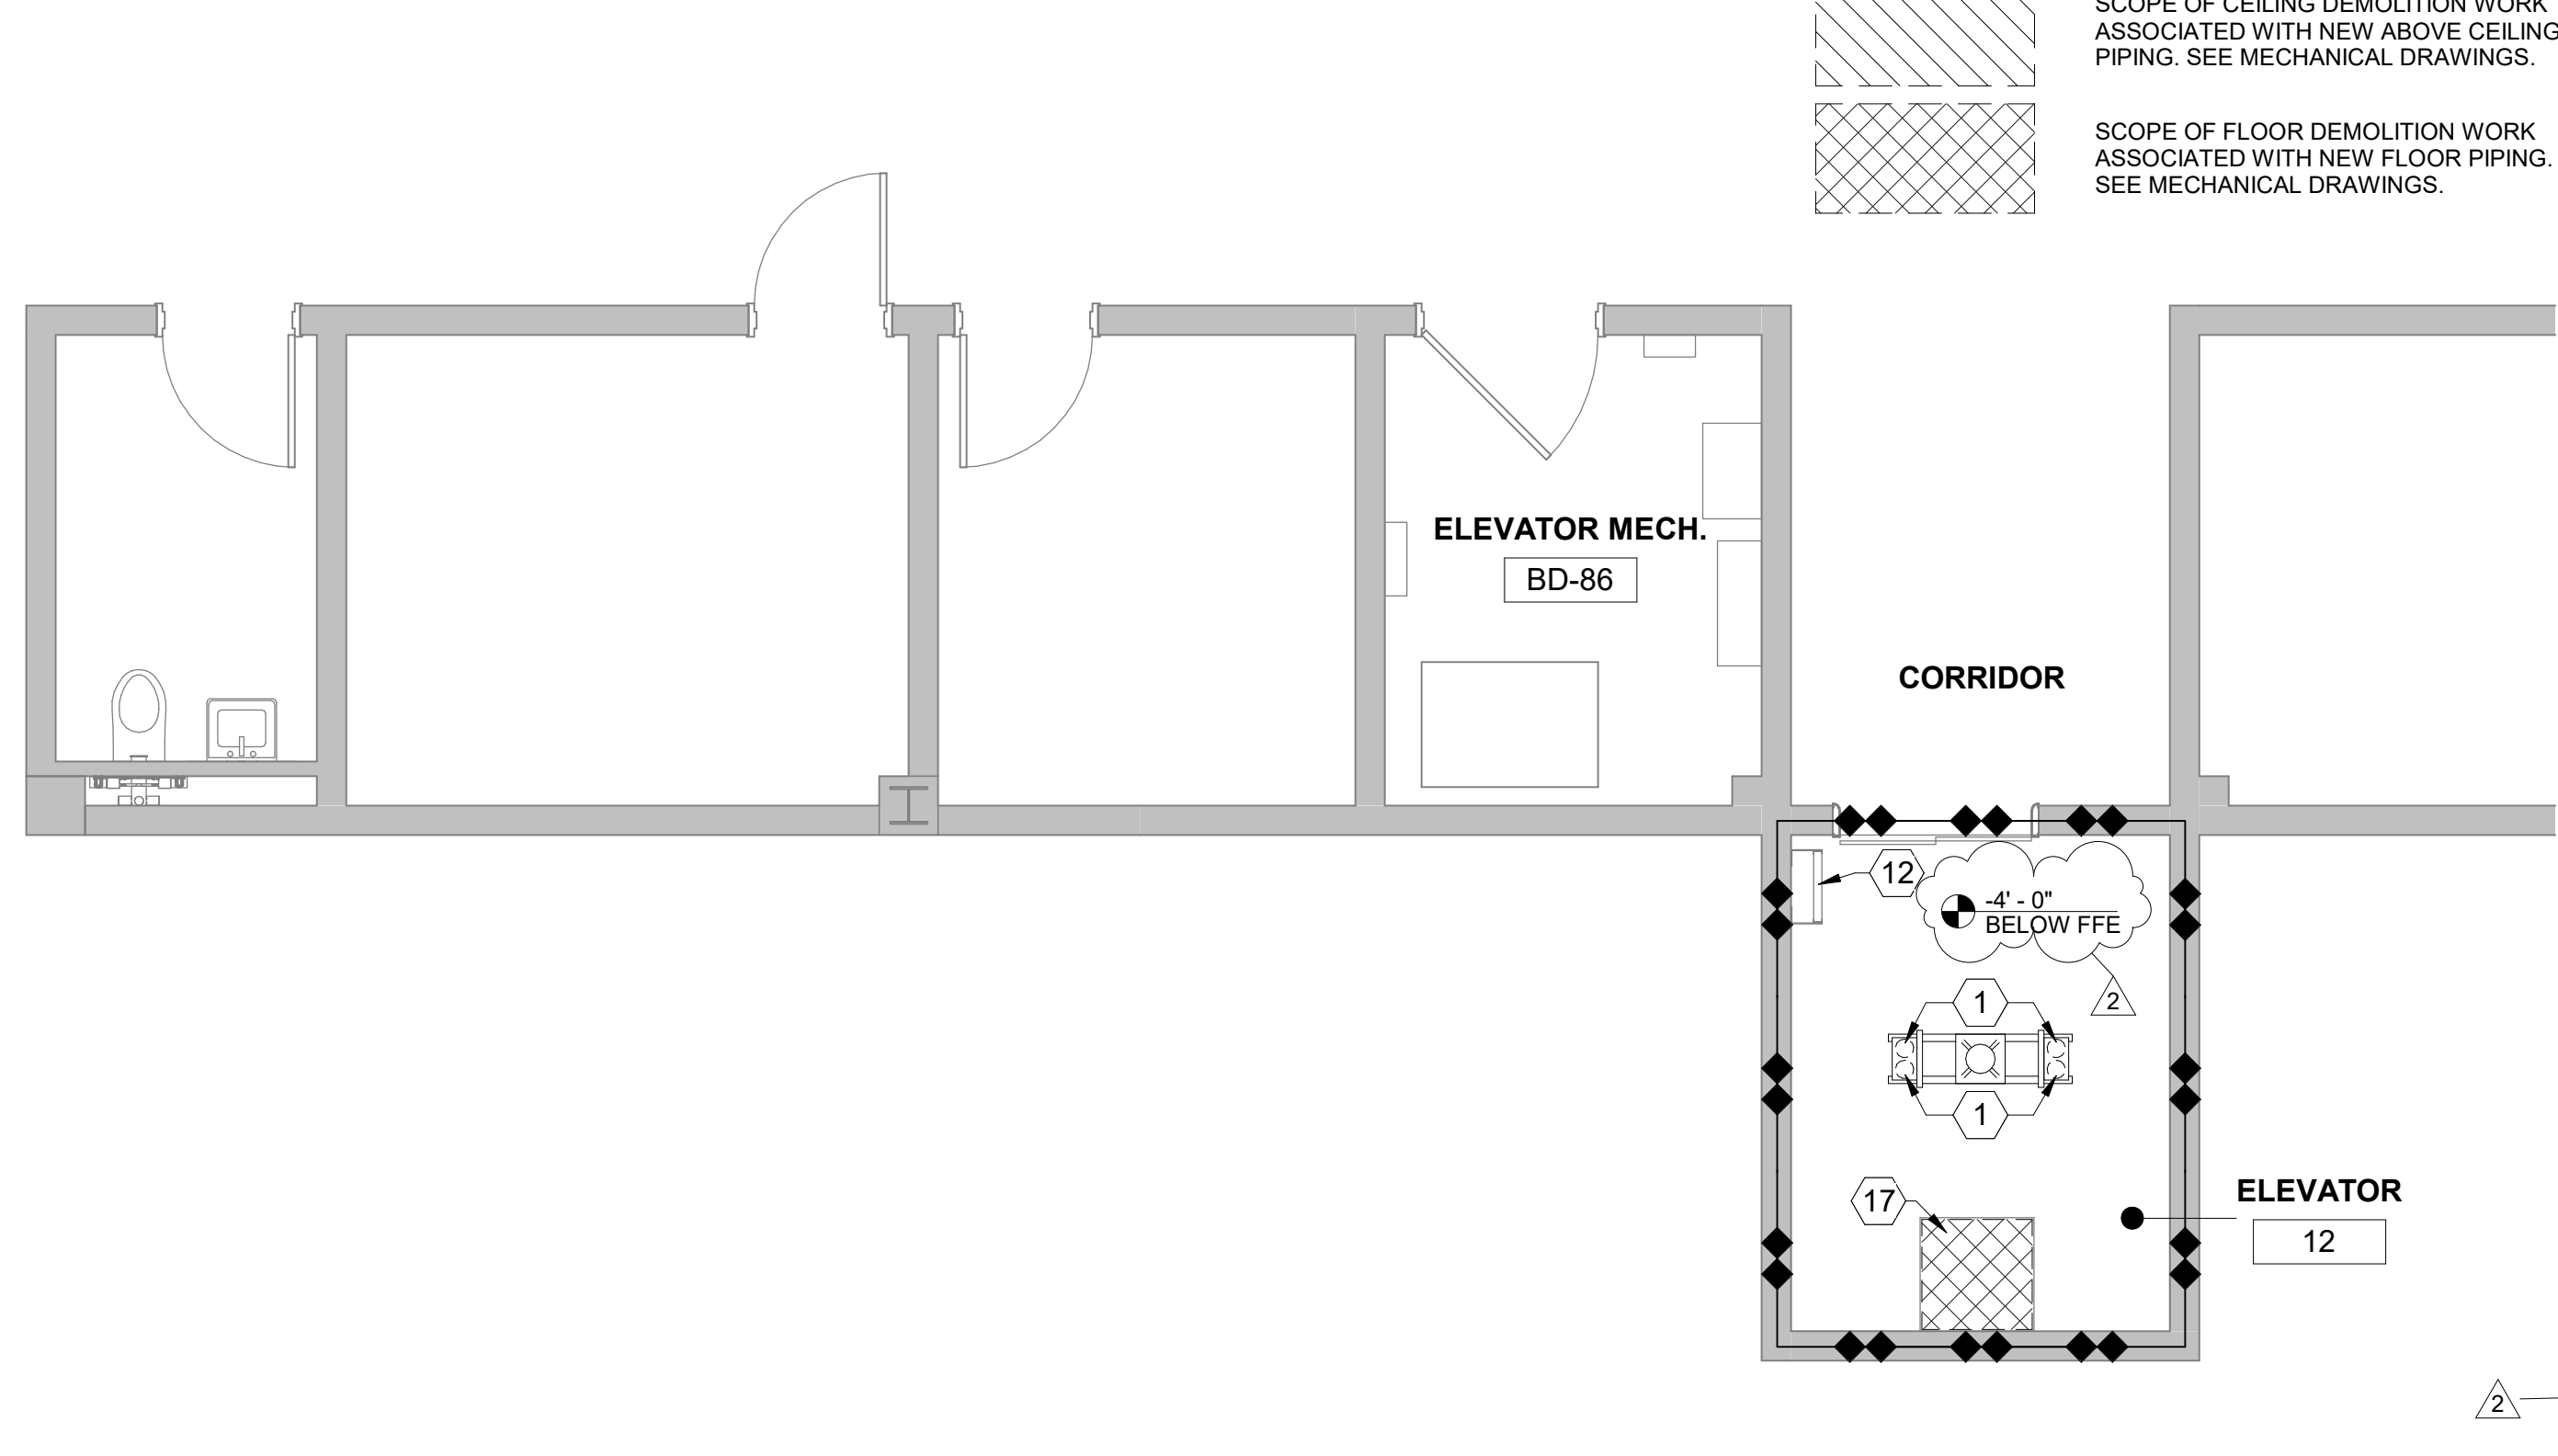 SCOPE OF CEILING DEMOLITION WORK
ASSOCIATED WITH NEW ABOVE CEILING
PIPING. SEE MECHANICAL DRAWINGS.
SCOPE OF FLOOR DEMOLITION WORK
ASSOCIATED WITH NEW FLOOR PIPING.
SEE MECHANICAL DRAWINGS.
ELEVATOR MECH.
BD-86
CORRIDOR
12
-4' - 0"
BELOW FFE
2
1
1
17
ELEVATOR
12
2